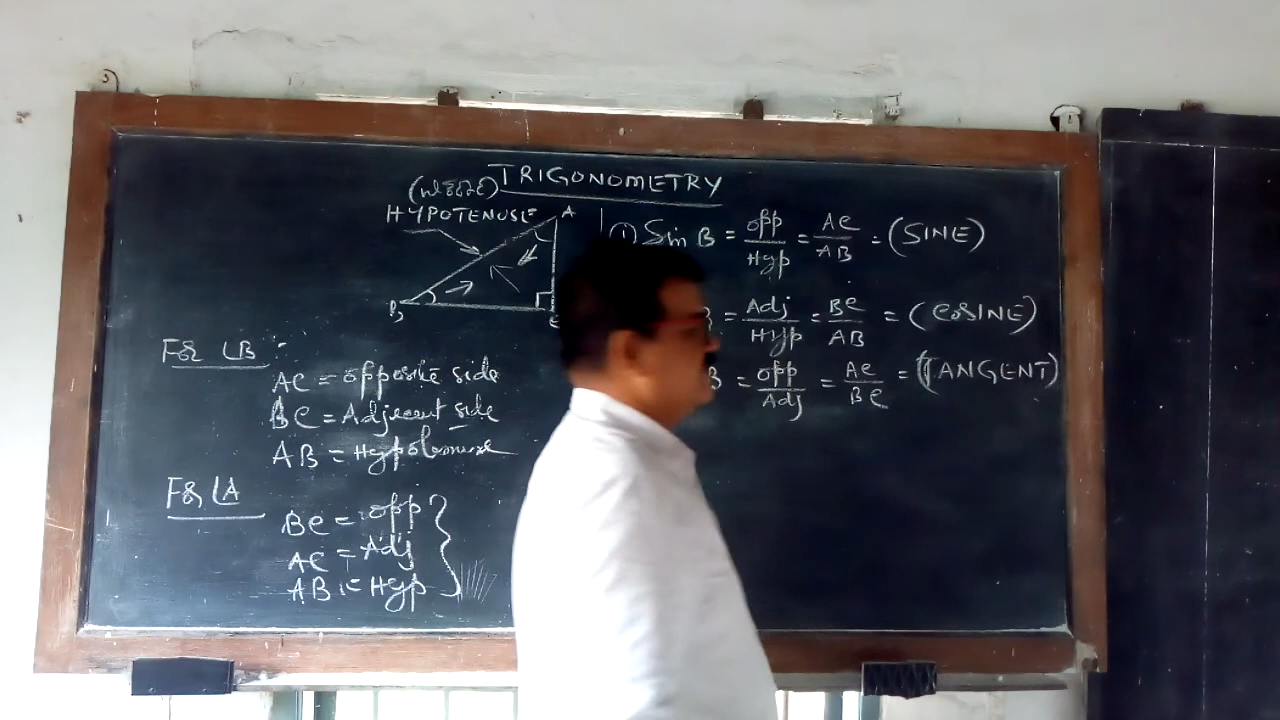 TRIGONOMETRY
HYPOTENUSE
A
B
For ∠B :-
AC = opposite side
BC = Adjecent side
AB = Hypotenuse
For ∠A
BC = opp
AC = Adj
AB = Hyp
① Sin B = opp/Hyp = AC/AB = (SINE)
= Adj/Hyp = BC/AB = (COSINE)
B = opp/Adj = AC/BC = (TANGENT)